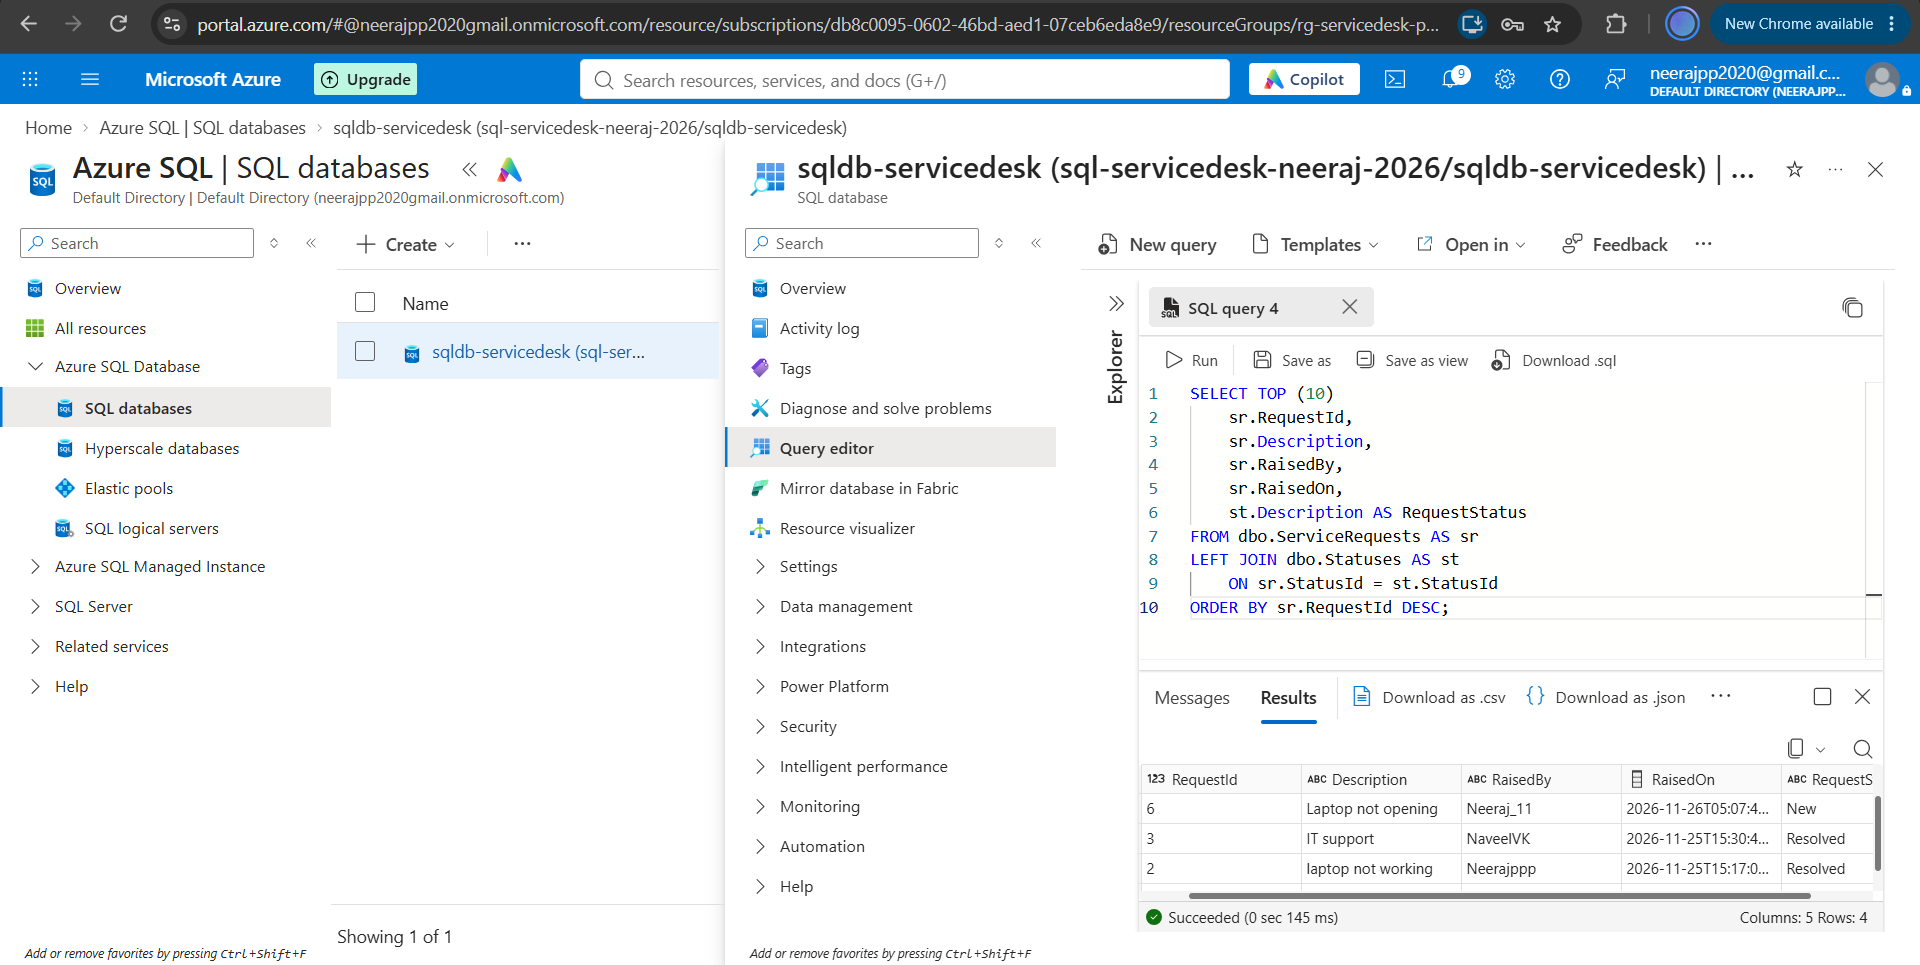 portal.azure.com/#@neerajpp2020gmail.onmicrosoft.com/resource/subscriptions/db8c0095-0602-46bd-aed1-07ceb6eda8e9/resourceGroups/rg-servicedesk-p...
New Chrome available
Microsoft Azure
Upgrade
Search resources, services, and docs (G+/)
Copilot
9
neerajpp2020@gmail.c...
DEFAULT DIRECTORY (NEERAJPP...
Home > Azure SQL | SQL databases > sqldb-servicedesk (sql-servicedesk-neeraj-2026/sqldb-servicedesk)
Azure SQL | SQL databases
Default Directory | Default Directory (neerajpp2020gmail.onmicrosoft.com)
Search
Overview
All resources
Azure SQL Database
SQL databases
Hyperscale databases
Elastic pools
SQL logical servers
Azure SQL Managed Instance
SQL Server
Related services
Help
Add or remove favorites by pressing Ctrl+Shift+F
Create
...
Name
sqldb-servicedesk (sql-ser...
Showing 1 of 1
sqldb-servicedesk (sql-servicedesk-neeraj-2026/sqldb-servicedesk) | ...
SQL database
Search
Overview
Activity log
Tags
Diagnose and solve problems
Query editor
Mirror database in Fabric
Resource visualizer
Settings
Data management
Integrations
Power Platform
Security
Intelligent performance
Monitoring
Automation
Help
Add or remove favorites by pressing Ctrl+Shift+F
New query Templates Open in Feedback ...
Explorer
SQL query 4
Run Save as Save as view Download .sql
1 SELECT TOP (10)
2 sr.RequestId,
3 sr.Description,
4 sr.RaisedBy,
5 sr.RaisedOn,
6 st.Description AS RequestStatus
7 FROM dbo.ServiceRequests AS sr
8 LEFT JOIN dbo.Statuses AS st
9 ON sr.StatusId = st.StatusId
10 ORDER BY sr.RequestId DESC;
Messages Results Download as .csv Download as .json ...
123 RequestId ABC Description ABC RaisedBy RaisedOn ABC RequestS
6 Laptop not opening Neeraj_11 2026-11-26T05:07:4... New
3 IT support NaveelVK 2026-11-25T15:30:4... Resolved
2 laptop not working Neerajppp 2026-11-25T15:17:0... Resolved
Succeeded (0 sec 145 ms)
Columns: 5 Rows: 4